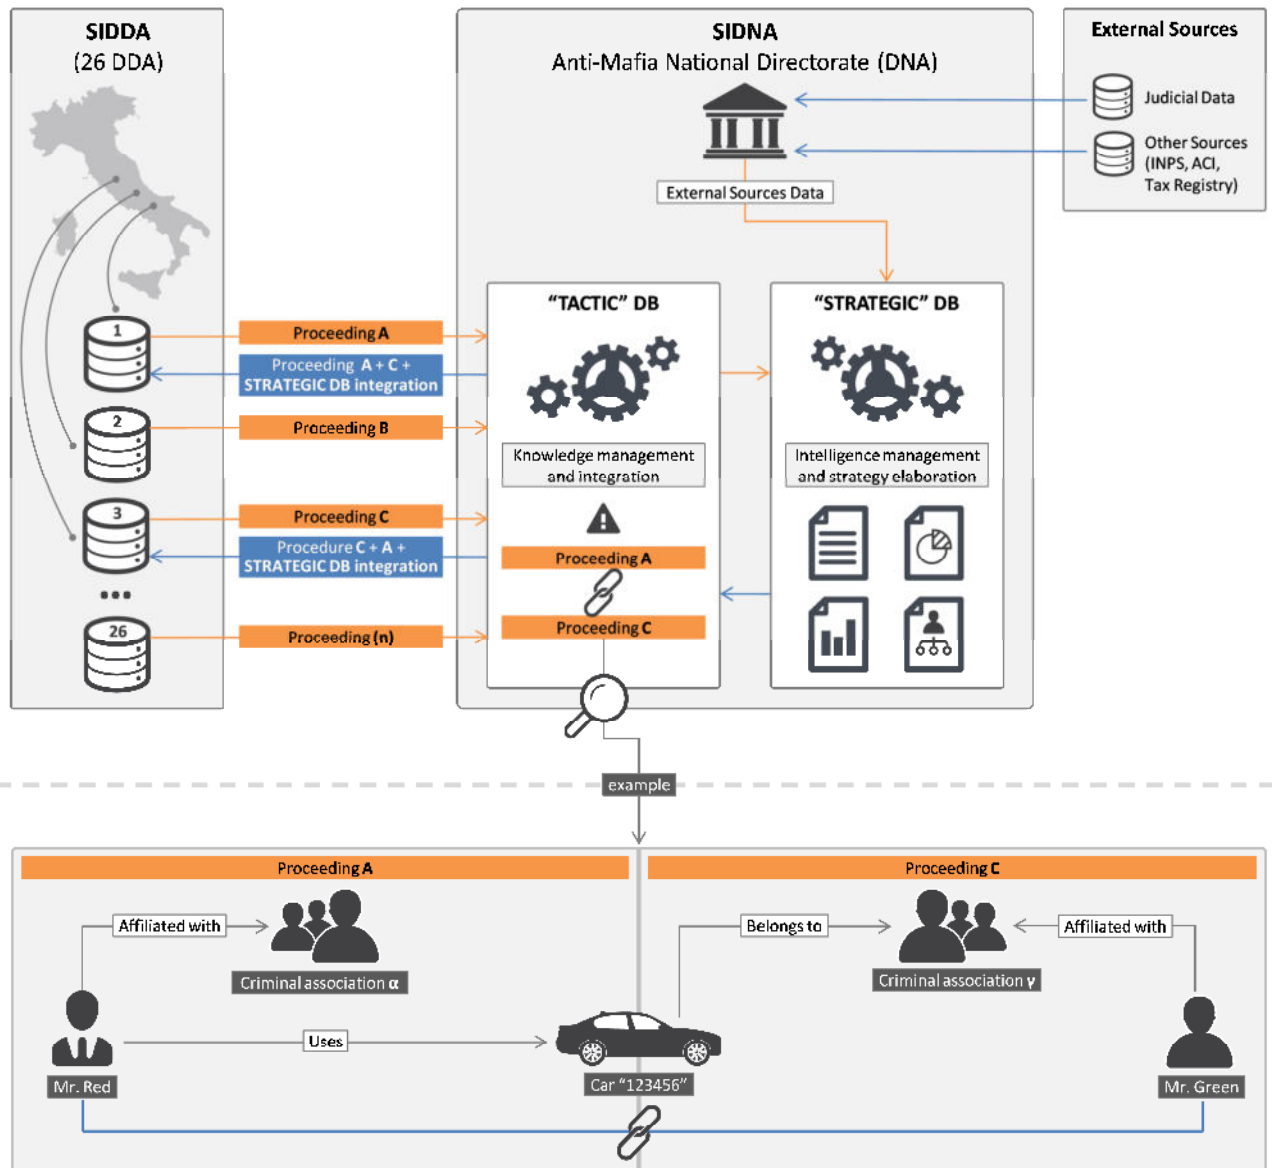 SIDDA
(26 DDA)
SIDNA
Anti-Mafia National Directorate (DNA)
External Sources
Judicial Data
Other Sources
(INPS, ACI,
Tax Registry)
External Sources Data
"TACTIC" DB
"STRATEGIC" DB
1
Proceeding A
Proceeding A + C +
STRATEGIC DB integration
2
Proceeding B
Knowledge management
and integration
Intelligence management
and strategy elaboration
3
Proceeding C
Procedure C + A +
STRATEGIC DB integration
Proceeding A
...
26
Proceeding (n)
Proceeding C
example
Proceeding A
Proceeding C
Affiliated with
Belongs to
Affiliated with
Criminal association α
Criminal association γ
Uses
Mr. Red
Car "123456"
Mr. Green